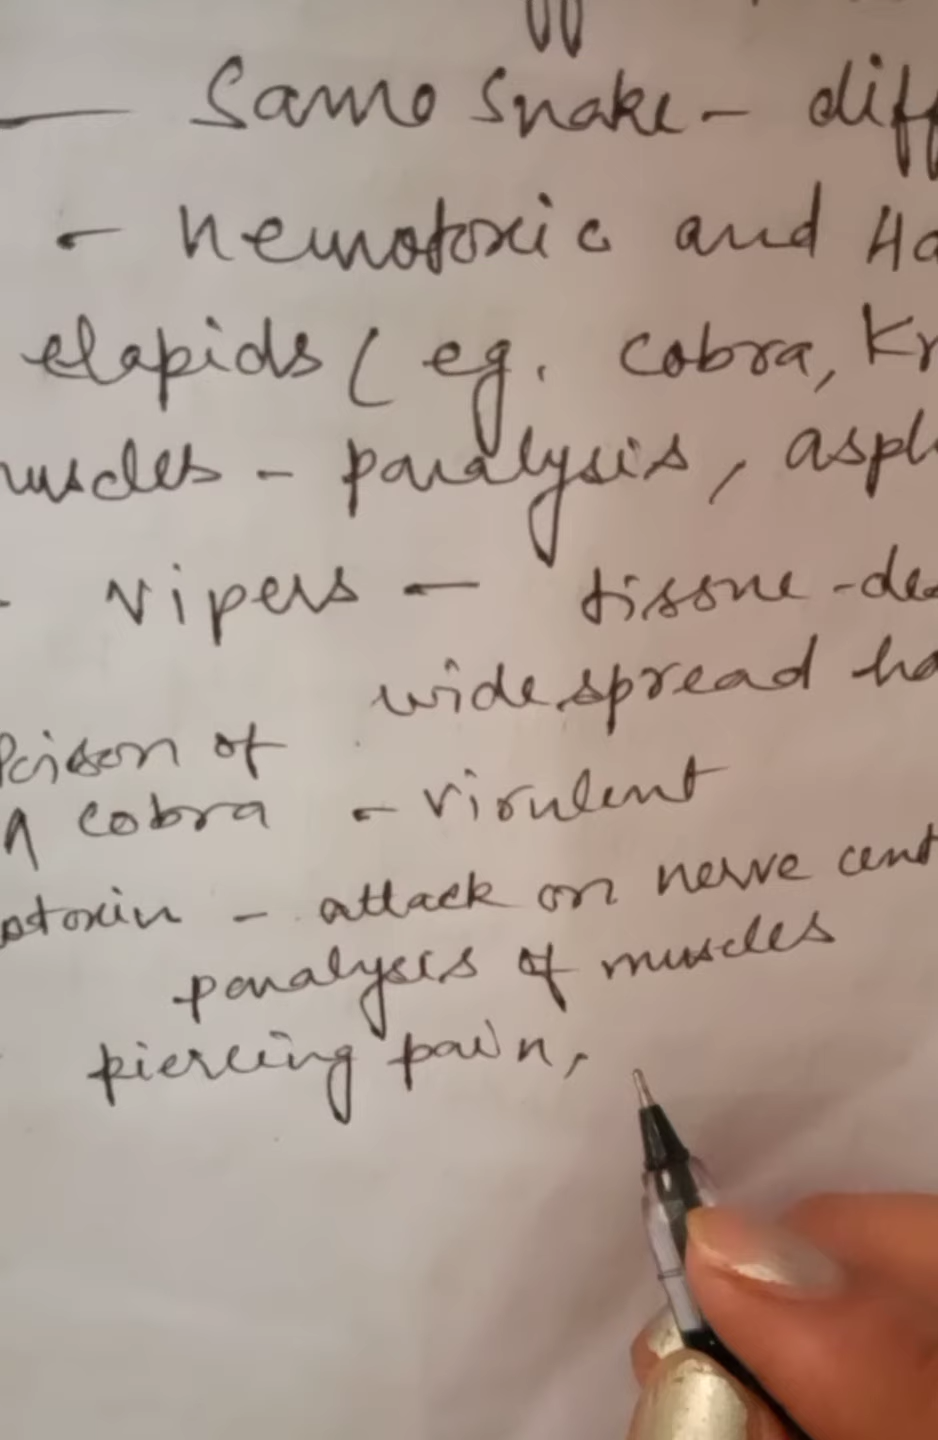 — Same snake - diff
- neurotoxic and Ha
elapids ( eg. cobra, Kr
muscles - paralysis, asph
- vipers — tissue -de
widespread ha
Poison of
cobra - virulent
otoxin - attack on nerve cent
paralysis of muscles
piercing pain,